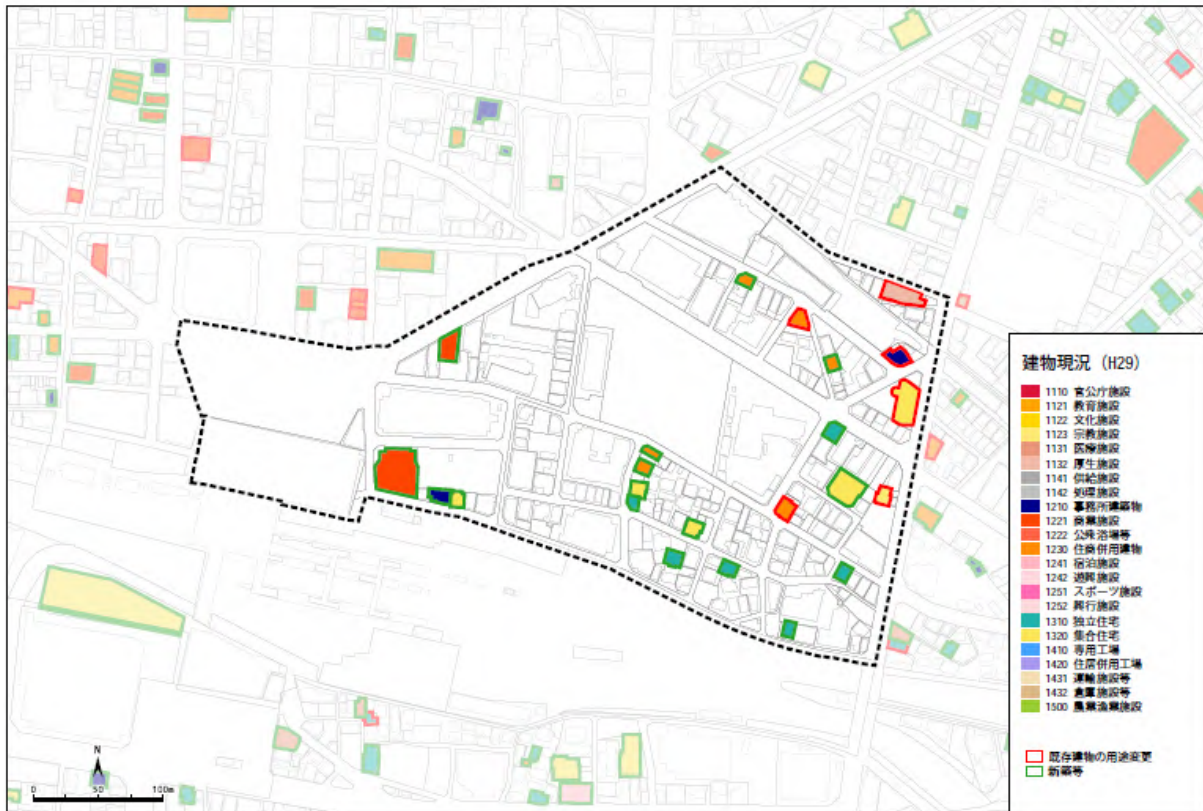 建物現況 (H29)
1110 官公庁施設
1121 教育施設
1122 文化施設
1123 宗教施設
1131 医療施設
1132 厚生施設
1141 供給施設
1142 処理施設
1210 事務所建築物
1221 商業施設
1222 公衆浴場等
1230 住商併用建物
1241 宿泊施設
1242 遊興施設
1251 スポーツ施設
1252 興行施設
1310 独立住宅
1320 集合住宅
1410 専用工場
1420 住居併用工場
1431 運輸施設等
1432 倉庫施設等
1500 農業漁業施設
既存建物の用途変更
新築等
N
0 50 100m